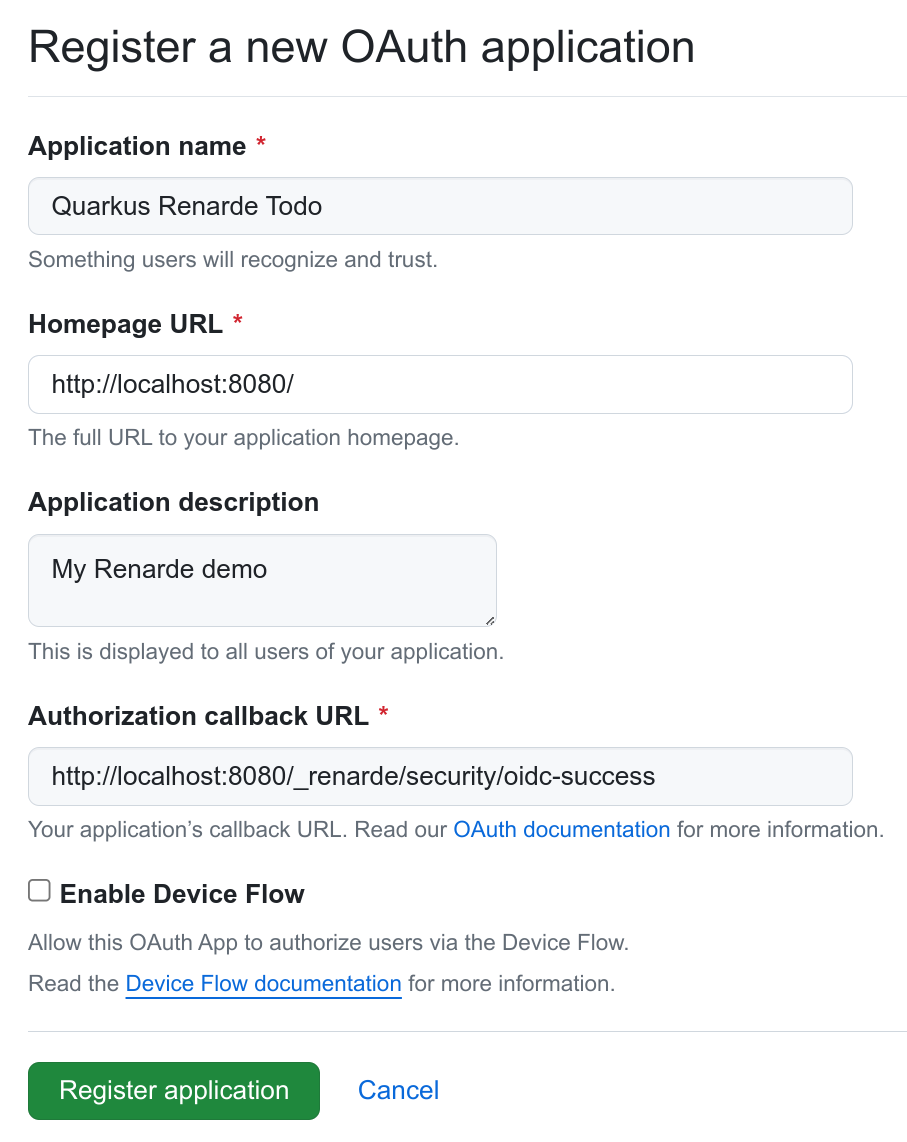 Register a new OAuth application
Application name *
Quarkus Renarde Todo
Something users will recognize and trust.
Homepage URL *
http://localhost:8080/
The full URL to your application homepage.
Application description
My Renarde demo
This is displayed to all users of your application.
Authorization callback URL *
http://localhost:8080/_renarde/security/oidc-success
Your application’s callback URL. Read our OAuth documentation for more information.
Enable Device Flow
Allow this OAuth App to authorize users via the Device Flow.
Read the Device Flow documentation for more information.
Register application Cancel